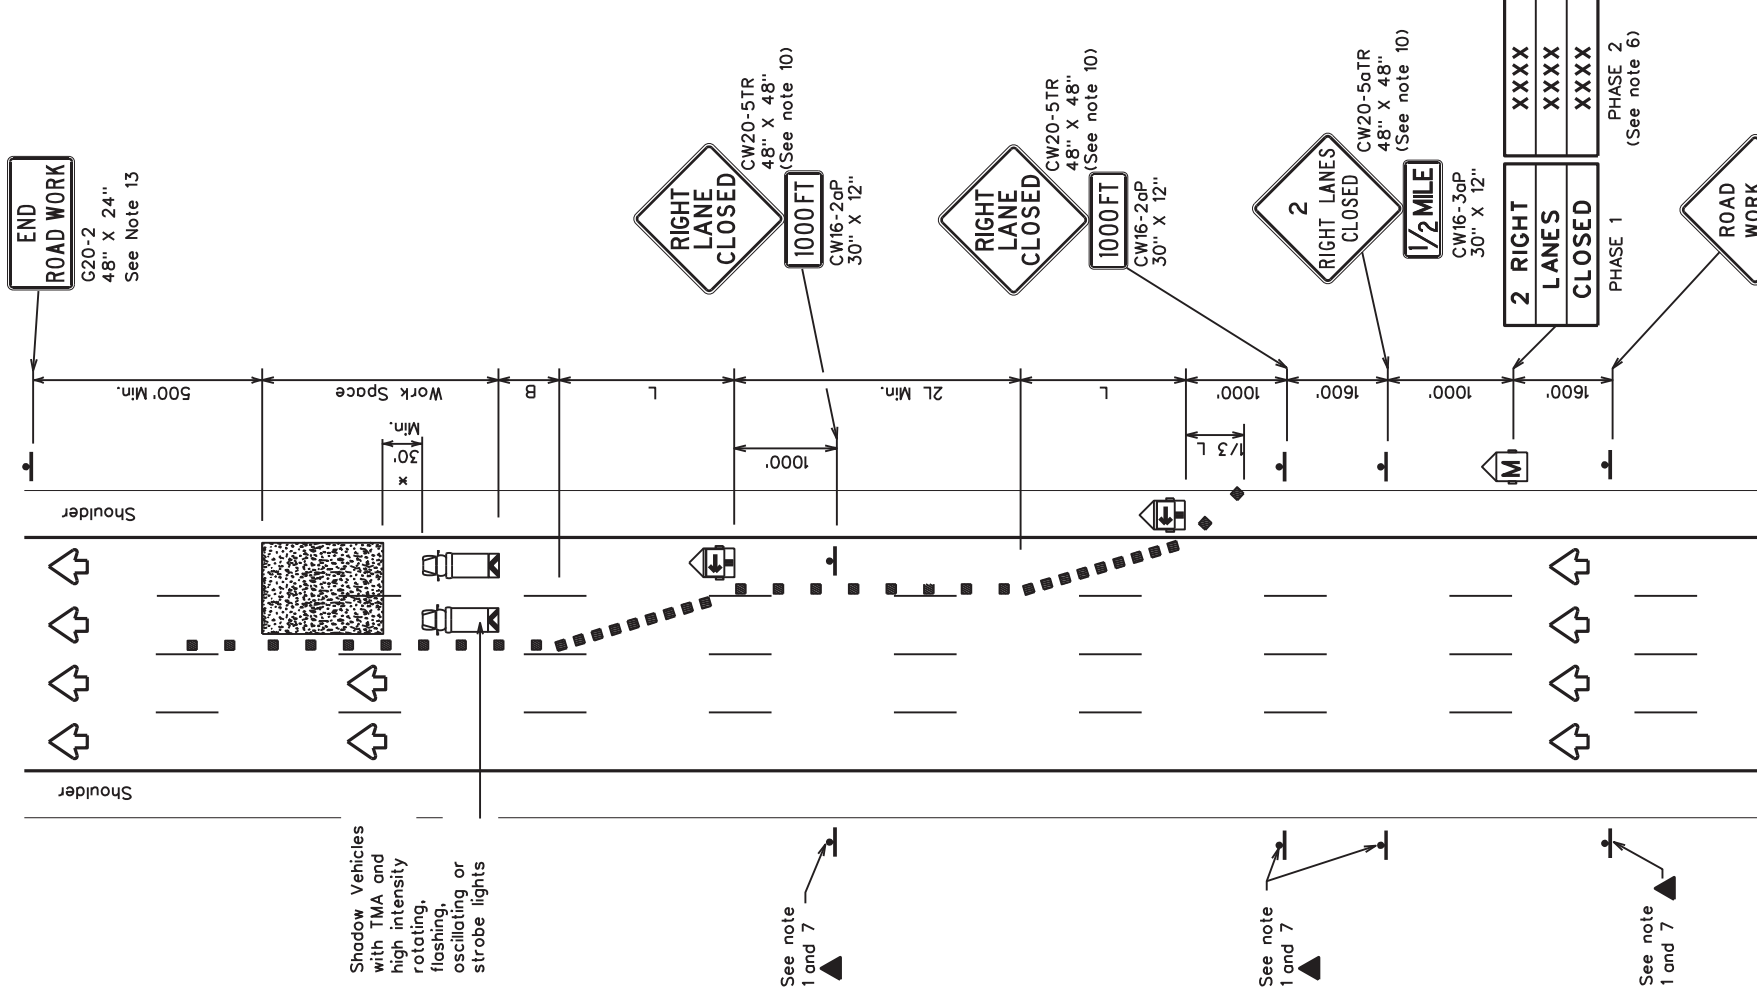 END
ROAD WORK
G20-2
48" X 24"
See Note 13
RIGHT
LANE
CLOSED
CW20-5TR
48" X 48"
(See note 10)
1000 FT
CW16-2aP
30" X 12"
RIGHT
LANE
CLOSED
CW20-5TR
48" X 48"
(See note 10)
1000 FT
CW16-2aP
30" X 12"
2
RIGHT LANES
CLOSED
CW20-5aTR
48" X 48"
(See note 10)
1/2 MILE
CW16-3aP
30" X 12"
2 RIGHT
LANES
CLOSED
PHASE 1
XXXX
XXXX
XXXX
PHASE 2
(See note 6)
ROAD
WORK
500' Min.
Work Space
B
L
2L Min.
L
1000'
1600'
1000'
1600'
* 30'
Min.
1000'
1/3 L
M
Shoulder
Shoulder
Shadow Vehicles
with TMA and
high intensity
rotating,
flashing,
oscillating or
strobe lights
See note
1 and 7
See note
1 and 7
See note
1 and 7